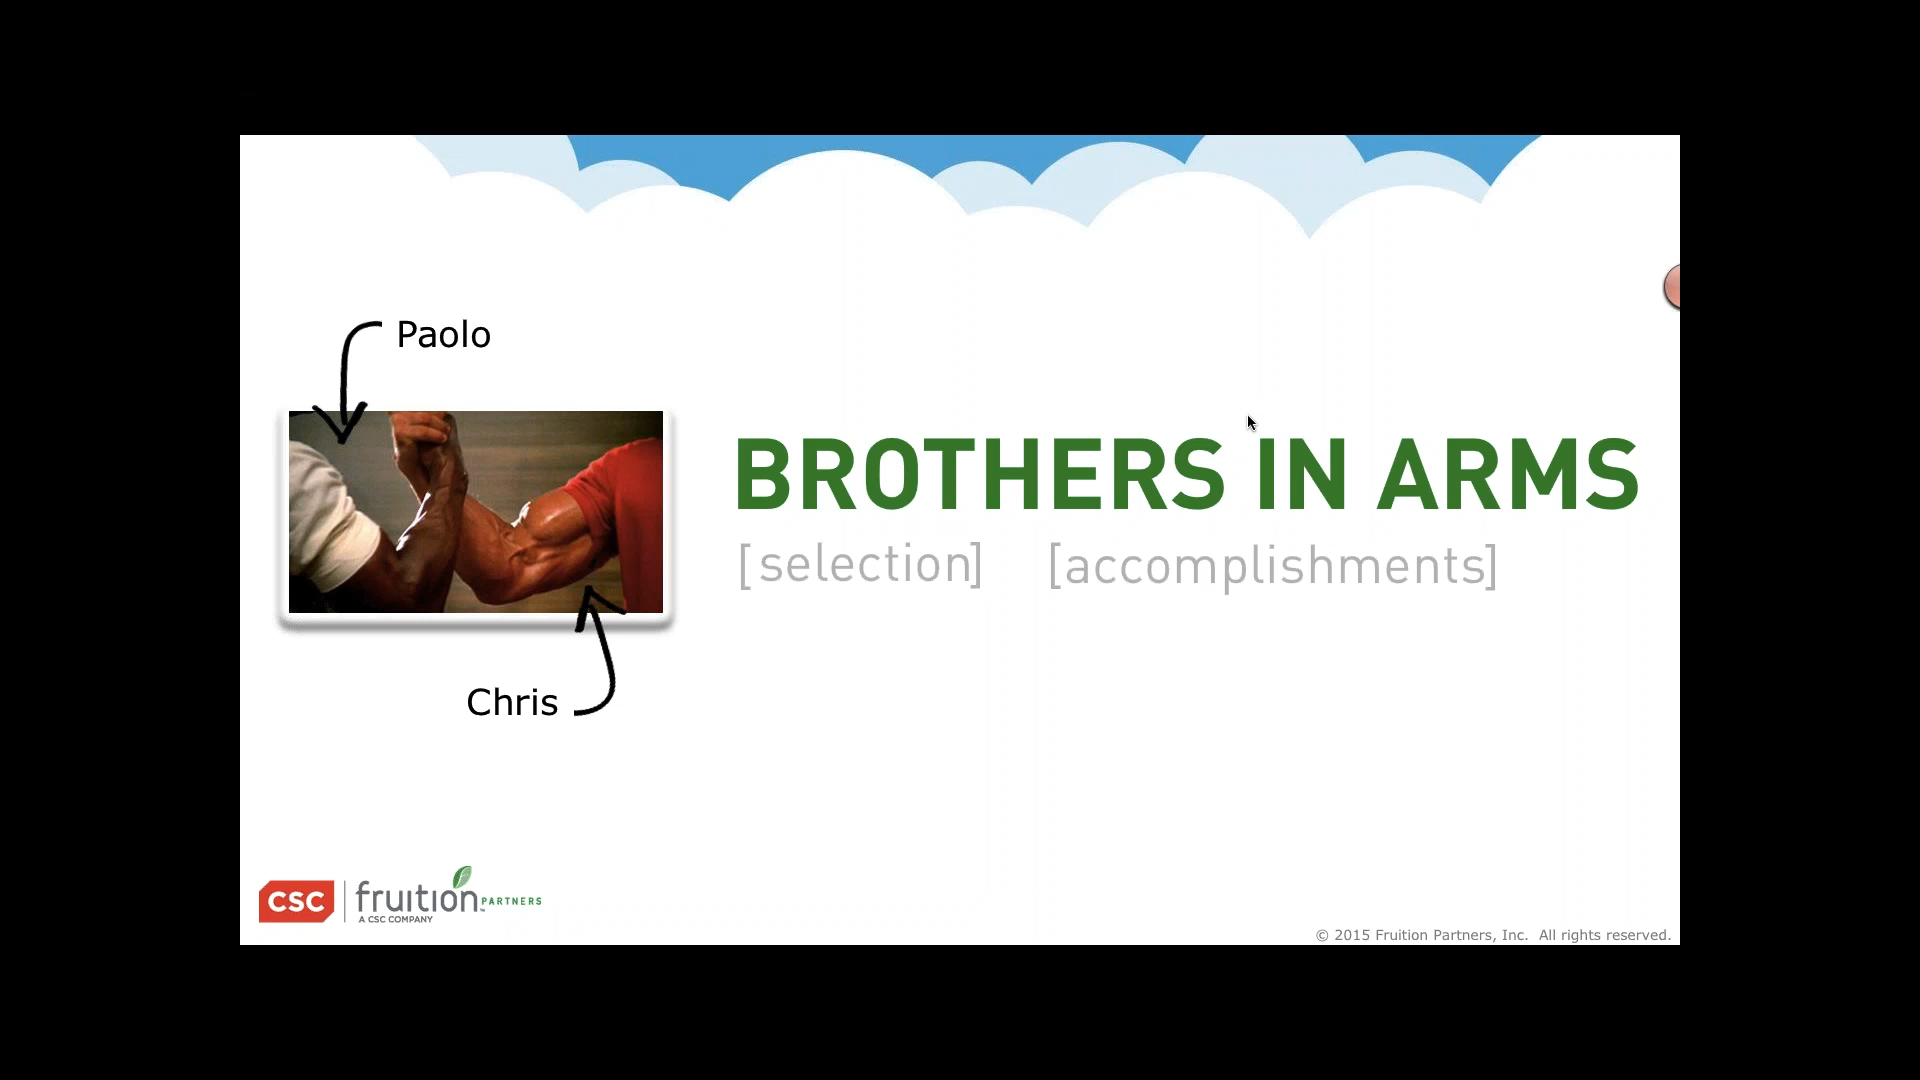 Paolo
BROTHERS IN ARMS
[selection] [accomplishments]
Chris
CSC
fruition PARTNERS
A CSC COMPANY
© 2015 Fruition Partners, Inc. All rights reserved.